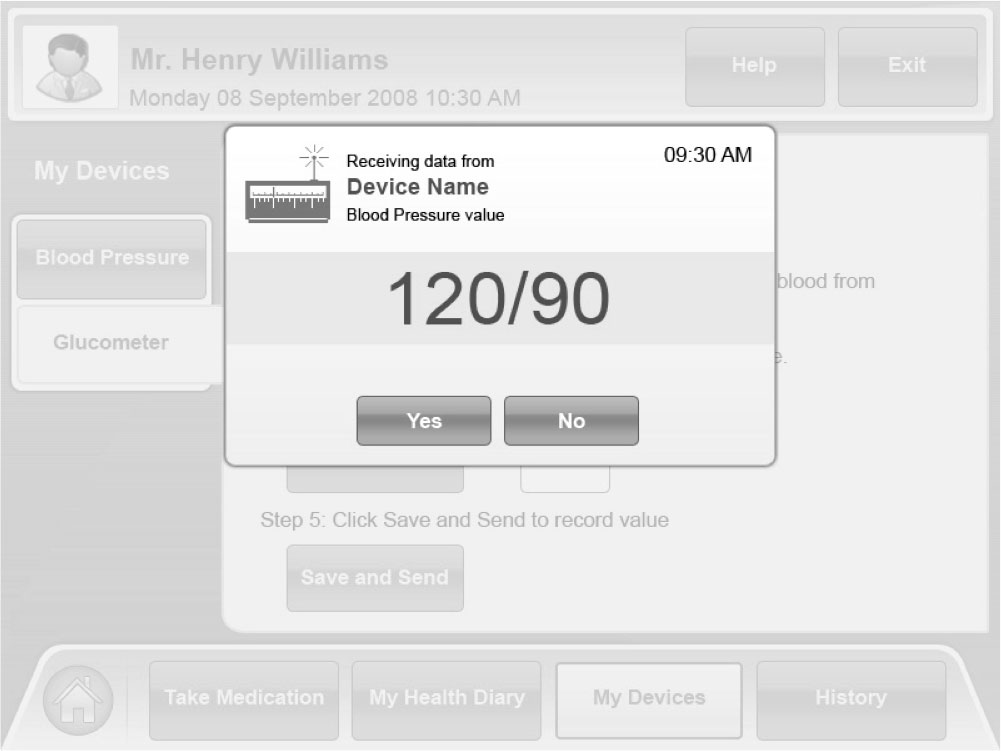 Mr. Henry Williams
Monday 08 September 2008 10:30 AM
Help
Exit
My Devices
Blood Pressure
Glucometer
Receiving data from
Device Name
Blood Pressure value
09:30 AM
120/90
Yes
No
blood from
e.
Step 5: Click Save and Send to record value
Save and Send
Take Medication
My Health Diary
My Devices
History